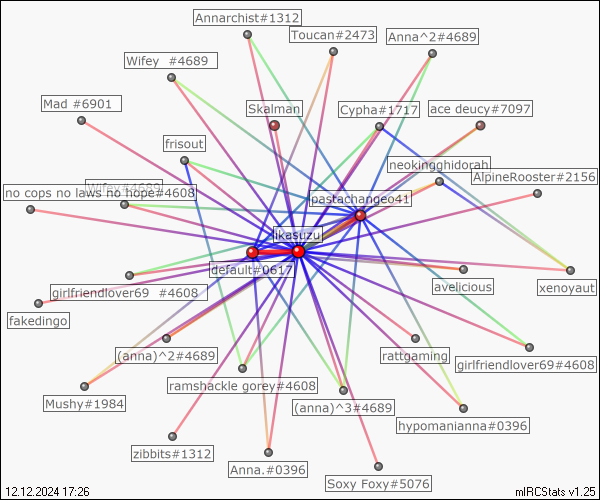 Annarchist#1312
Toucan#2473
Anna^2#4689
Wifey  #4689
Mad #6901
Skalman
Cypha#1717
ace deucy#7097
frisout
neokinghidorah
AlpineRooster#2156
Wifey#4689
no cops no laws no hope#4608
pastachangeo41
ikasuzu
default#0617
girlfriendlover69  #4608
avelicious
xenoyaut
fakedingo
(anna)^2#4689
rattgaming
girlfriendlover69#4608
ramshackle gorey#4608
Mushy#1984
(anna)^3#4689
hypomanianna#0396
zibbits#1312
Anna.#0396
Soxy Foxy#5076
12.12.2024 17:26
mIRCStats v1.25